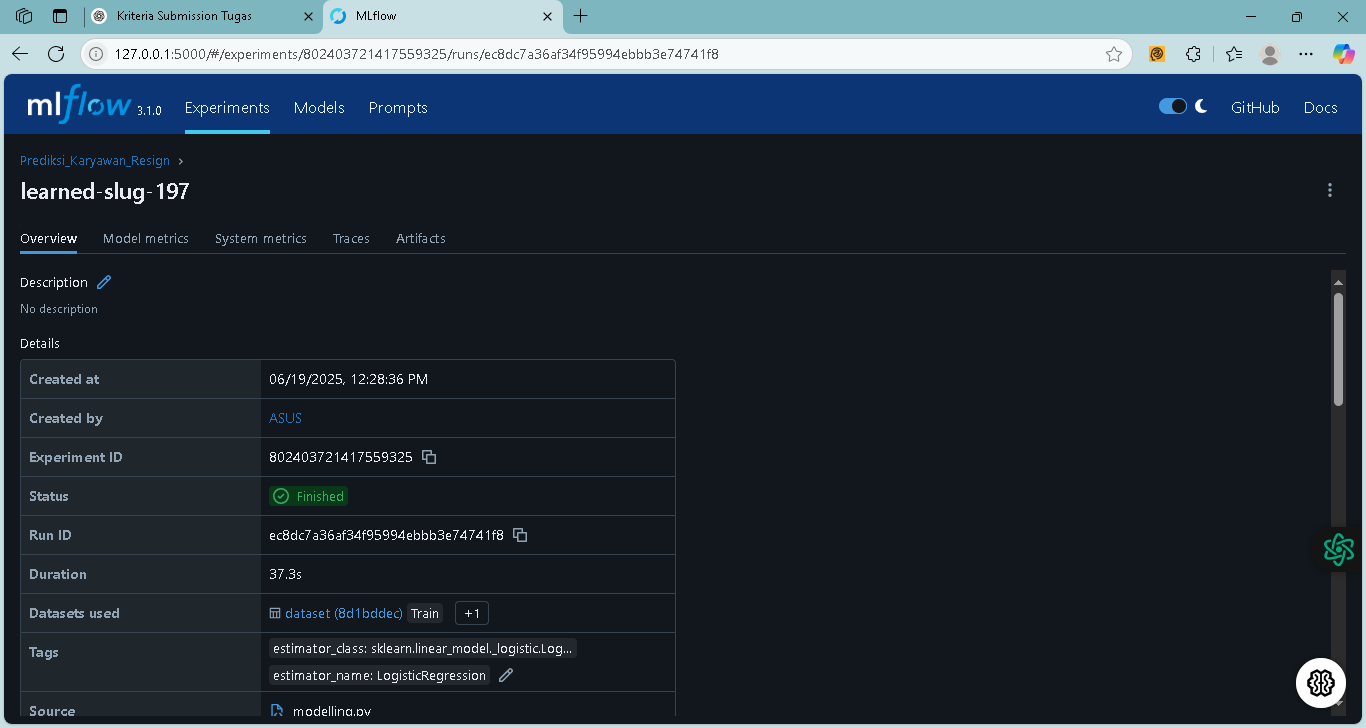 Kriteria Submission Tugas
MLflow
127.0.0.1:5000/#/experiments/802403721417559325/runs/ec8dc7a36af34f95994ebbb3e74741f8
mlflow 3.1.0 Experiments Models Prompts GitHub Docs
Prediksi_Karyawan_Resign
learned-slug-197
Overview Model metrics System metrics Traces Artifacts
Description
No description
Details
Created at 06/19/2025, 12:28:36 PM
Created by ASUS
Experiment ID 802403721417559325
Status Finished
Run ID ec8dc7a36af34f95994ebbb3e74741f8
Duration 37.3s
Datasets used dataset (8d1bddec) Train +1
Tags estimator_class: sklearn.linear_model._logistic.Log...
estimator_name: LogisticRegression
Source modelling.py